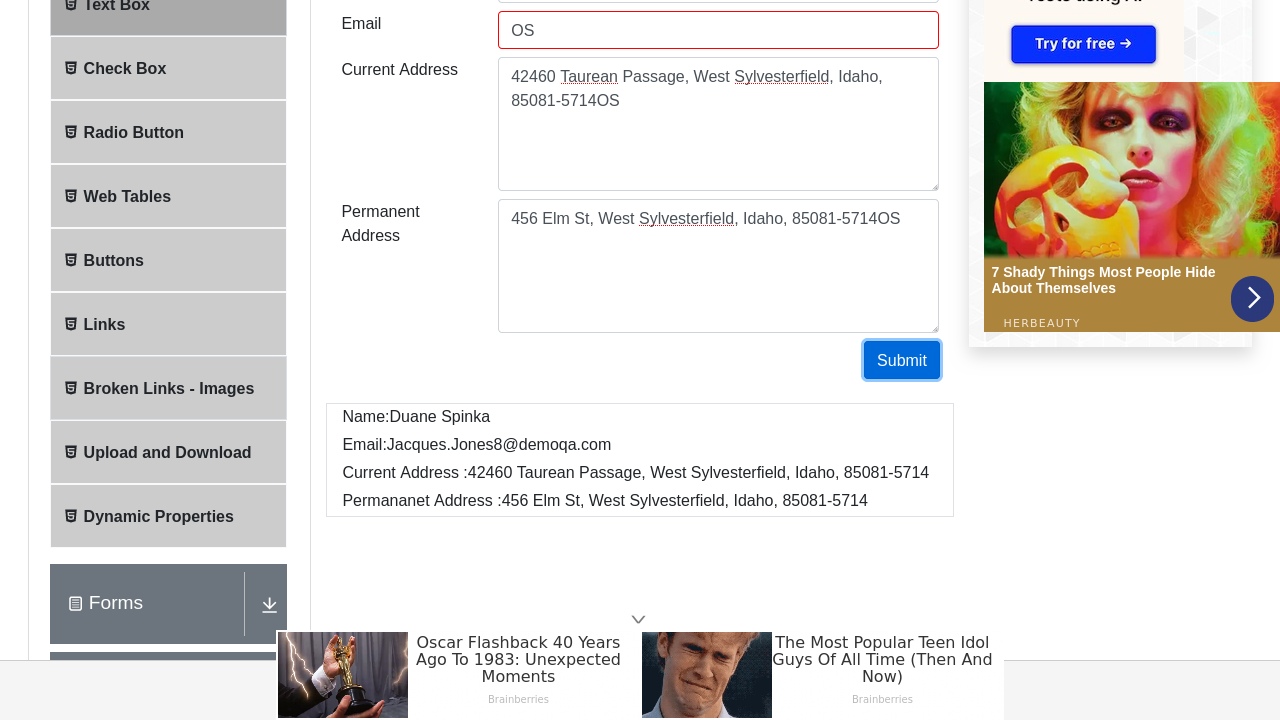 Text Box
Check Box
Radio Button
Web Tables
Buttons
Links
Broken Links - Images
Upload and Download
Dynamic Properties
Forms
Email
OS
Current Address
42460 Taurean Passage, West Sylvesterfield, Idaho,
85081-5714OS
Permanent
Address
456 Elm St, West Sylvesterfield, Idaho, 85081-5714OS
Submit
Name:Duane Spinka
Email:Jacques.Jones8@demoqa.com
Current Address :42460 Taurean Passage, West Sylvesterfield, Idaho, 85081-5714
Permananet Address :456 Elm St, West Sylvesterfield, Idaho, 85081-5714
Try for free →
7 Shady Things Most People Hide
About Themselves
HERBEAUTY
Oscar Flashback 40 Years
Ago To 1983: Unexpected
Moments
Brainberries
The Most Popular Teen Idol
Guys Of All Time (Then And
Now)
Brainberries